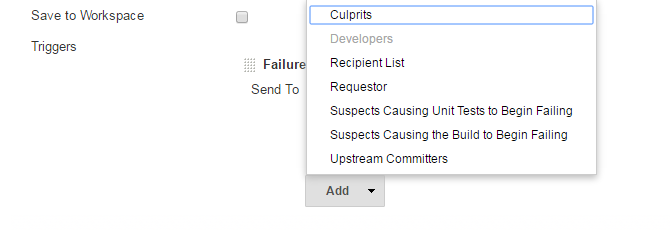 Save to Workspace
Triggers
Failure
Send To
Culprits
Developers
Recipient List
Requestor
Suspects Causing Unit Tests to Begin Failing
Suspects Causing the Build to Begin Failing
Upstream Committers
Add